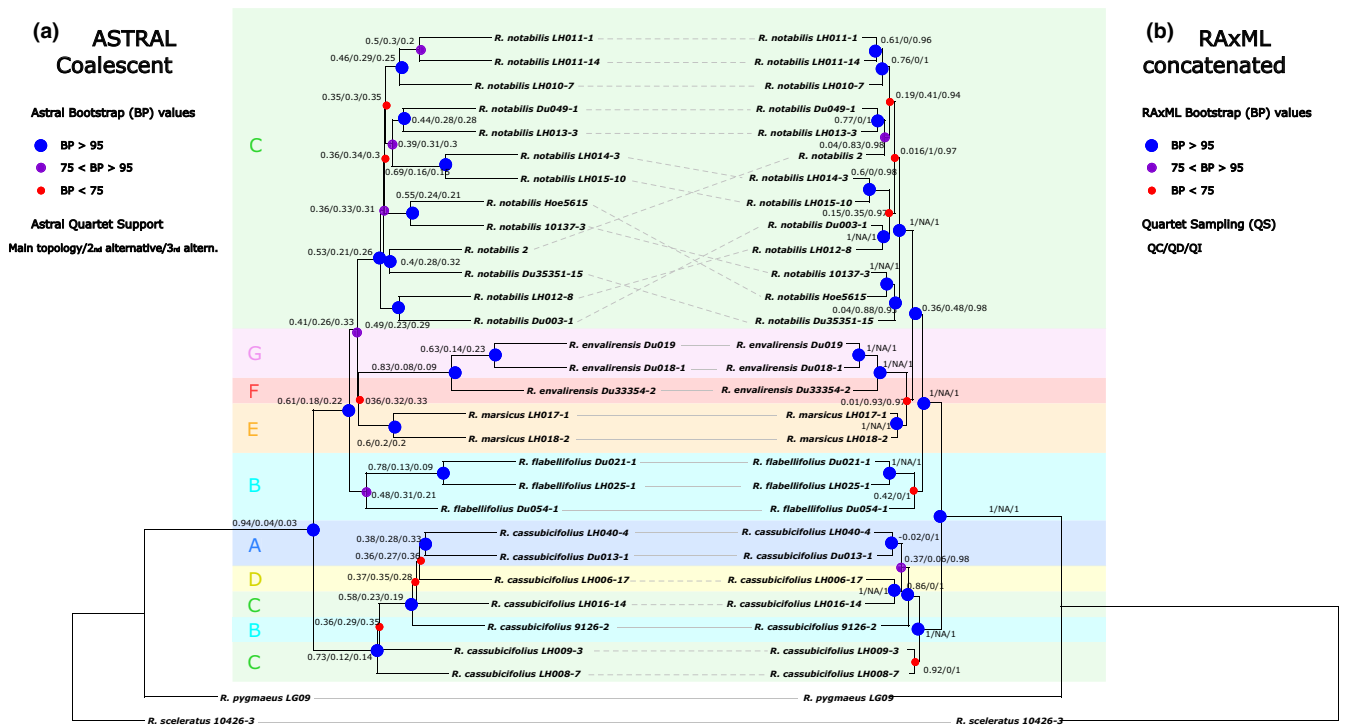 (a) ASTRAL
Coalescent
Astral Bootstrap (BP) values
BP > 95
75 < BP > 95
BP < 75
Astral Quartet Support
Main topology/2nd alternative/3rd altern.
(b) RAxML
concatenated
RAxML Bootstrap (BP) values
BP > 95
75 < BP > 95
BP < 75
Quartet Sampling (QS)
QC/QD/QI
C
G
F
E
B
A
D
C
B
C
R. notabilis LH011-1
R. notabilis LH011-14
R. notabilis LH010-7
R. notabilis Du049-1
R. notabilis LH013-3
R. notabilis LH014-3
R. notabilis LH015-10
R. notabilis Hoe5615
R. notabilis 10137-3
R. notabilis 2
R. notabilis Du35351-15
R. notabilis LH012-8
R. notabilis Du003-1
R. envalirensis Du019
R. envalirensis Du018-1
R. envalirensis Du33354-2
R. marsicus LH017-1
R. marsicus LH018-2
R. flabellifolius Du021-1
R. flabellifolius LH025-1
R. flabellifolius Du054-1
R. cassubicifolius LH040-4
R. cassubicifolius Du013-1
R. cassubicifolius LH006-17
R. cassubicifolius LH016-14
R. cassubicifolius 9126-2
R. cassubicifolius LH009-3
R. cassubicifolius LH008-7
R. pygmaeus LG09
R. sceleratus 10426-3
0.5/0.3/0.2
0.46/0.29/0.25
0.35/0.3/0.35
0.44/0.28/0.28
0.39/0.31/0.3
0.36/0.34/0.3
0.55/0.24/0.21
0.36/0.33/0.31
0.53/0.21/0.26
0.4/0.28/0.32
0.41/0.26/0.33
0.49/0.23/0.29
0.63/0.14/0.23
0.83/0.08/0.09
036/0.32/0.33
0.61/0.18/0.22
0.6/0.2/0.2
0.78/0.13/0.09
0.48/0.31/0.21
0.94/0.04/0.03
0.38/0.28/0.33
0.36/0.27/0.36
0.37/0.35/0.28
0.58/0.23/0.19
0.36/0.29/0.35
0.73/0.12/0.14
R. notabilis LH011-1
R. notabilis LH011-14
R. notabilis LH010-7
R. notabilis Du049-1
R. notabilis LH013-3
R. notabilis 2
R. notabilis LH014-3
R. notabilis LH015-10
R. notabilis Du003-1
R. notabilis LH012-8
R. notabilis 10137-3
R. notabilis Hoe5615
R. notabilis Du35351-15
R. envalirensis Du019
R. envalirensis Du018-1
R. envalirensis Du33354-2
R. marsicus LH017-1
R. marsicus LH018-2
R. flabellifolius Du021-1
R. flabellifolius LH025-1
R. flabellifolius Du054-1
R. cassubicifolius LH040-4
R. cassubicifolius Du013-1
R. cassubicifolius LH006-17
R. cassubicifolius LH016-14
R. cassubicifolius 9126-2
R. cassubicifolius LH009-3
R. cassubicifolius LH008-7
R. pygmaeus LG09
R. sceleratus 10426-3
0.61/0/0.96
0.76/0/1
0.19/0.41/0.94
0.77/0/1
0.04/0.83/0.98
0.016/1/0.97
0.6/0/0.98
0.15/0.35/0.97
1/NA/1
1/NA/1
1/NA/1
0.36/0.48/0.98
1/NA/1
1/NA/1
1/NA/1
0.01/0.93/0.97
1/NA/1
1/NA/1
0.42/0/1
1/NA/1
-0.02/0/1
0.37/0.06/0.98
0.86/0/1
1/NA/1
1/NA/1
0.92/0/1